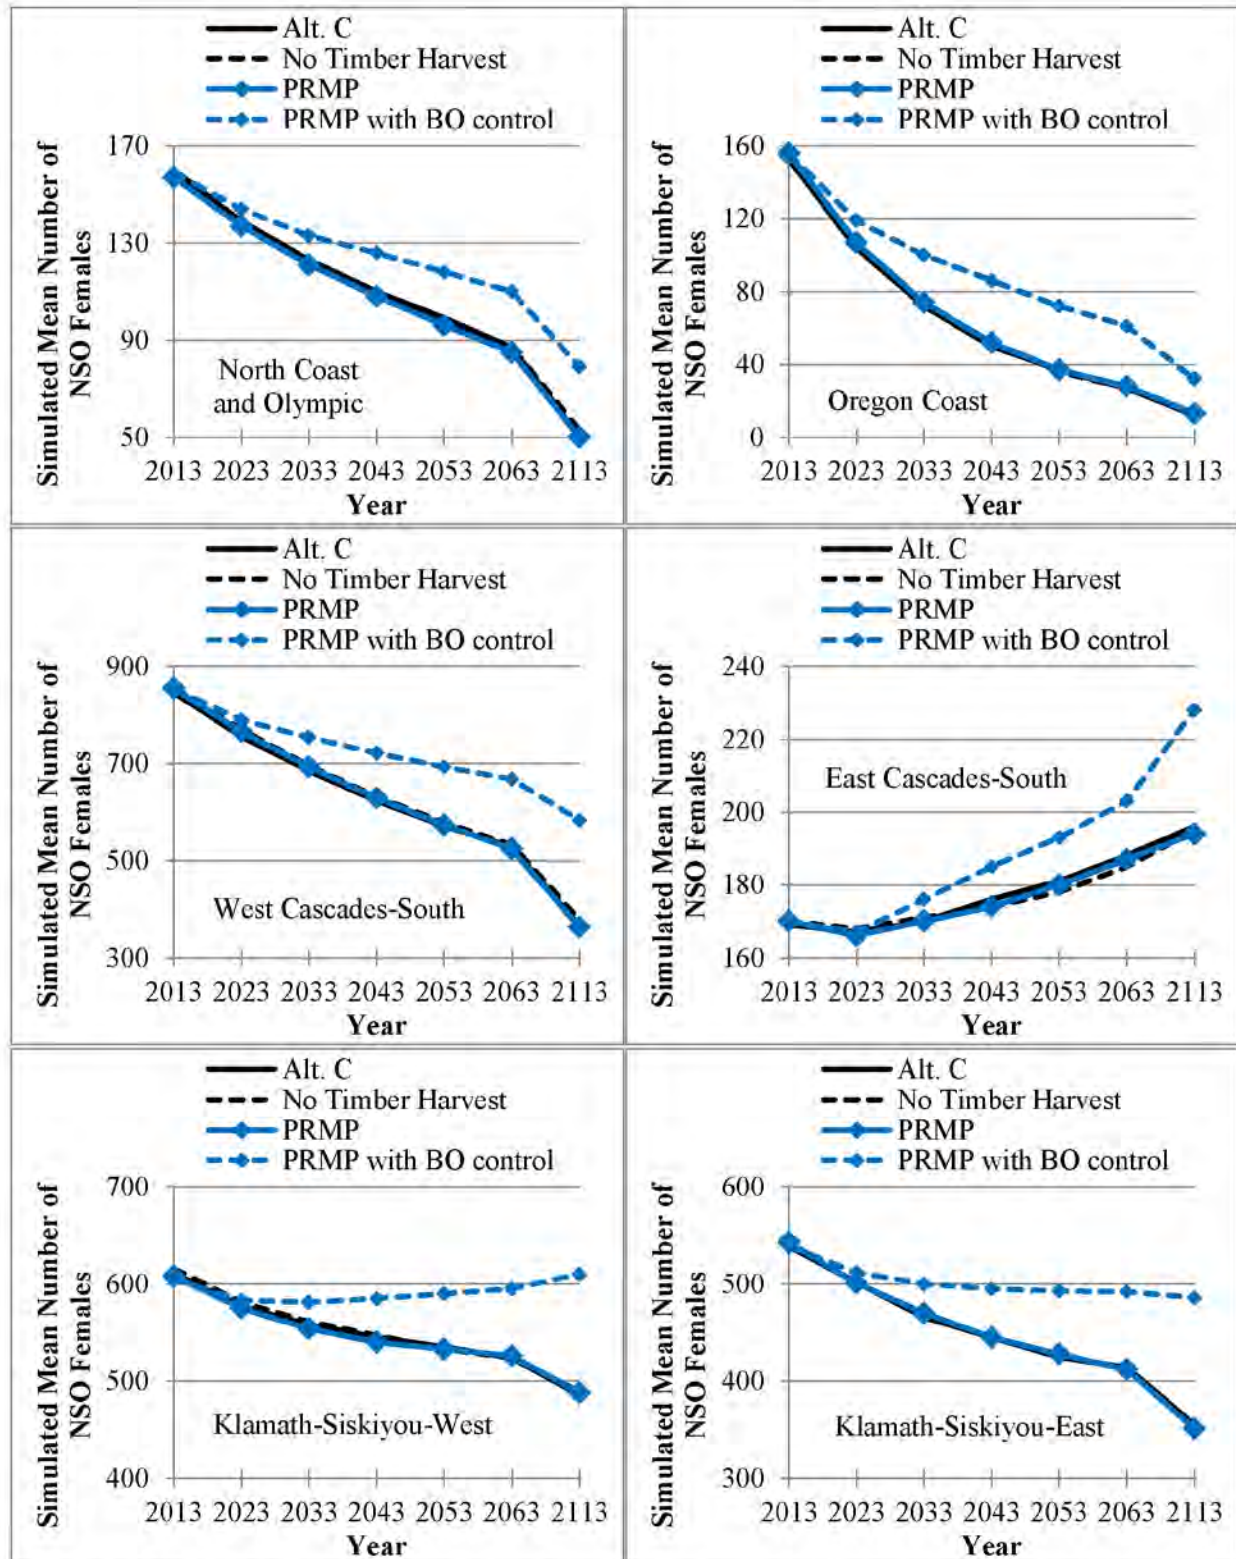 Alt. C
No Timber Harvest
PRMP
PRMP with BO control
Simulated Mean Number of
NSO Females
170
130
90
50
North Coast
and Olympic
2013 2023 2033 2043 2053 2063 2113
Year
Alt. C
No Timber Harvest
PRMP
PRMP with BO control
Simulated Mean Number of
NSO Females
160
120
80
40
0
Oregon Coast
2013 2023 2033 2043 2053 2063 2113
Year
Alt. C
No Timber Harvest
PRMP
PRMP with BO control
Simulated Mean Number of
NSO Females
900
700
500
300
West Cascades-South
2013 2023 2033 2043 2053 2063 2113
Year
Alt. C
No Timber Harvest
PRMP
PRMP with BO control
Simulated Mean Number of
NSO Females
240
220
200
180
160
East Cascades-South
2013 2023 2033 2043 2053 2063 2113
Year
Alt. C
No Timber Harvest
PRMP
PRMP with BO control
Simulated Mean Number of
NSO Females
700
600
500
400
Klamath-Siskiyou-West
2013 2023 2033 2043 2053 2063 2113
Year
Alt. C
No Timber Harvest
PRMP
PRMP with BO control
Simulated Mean Number of
NSO Females
600
500
400
300
Klamath-Siskiyou-East
2013 2023 2033 2043 2053 2063 2113
Year